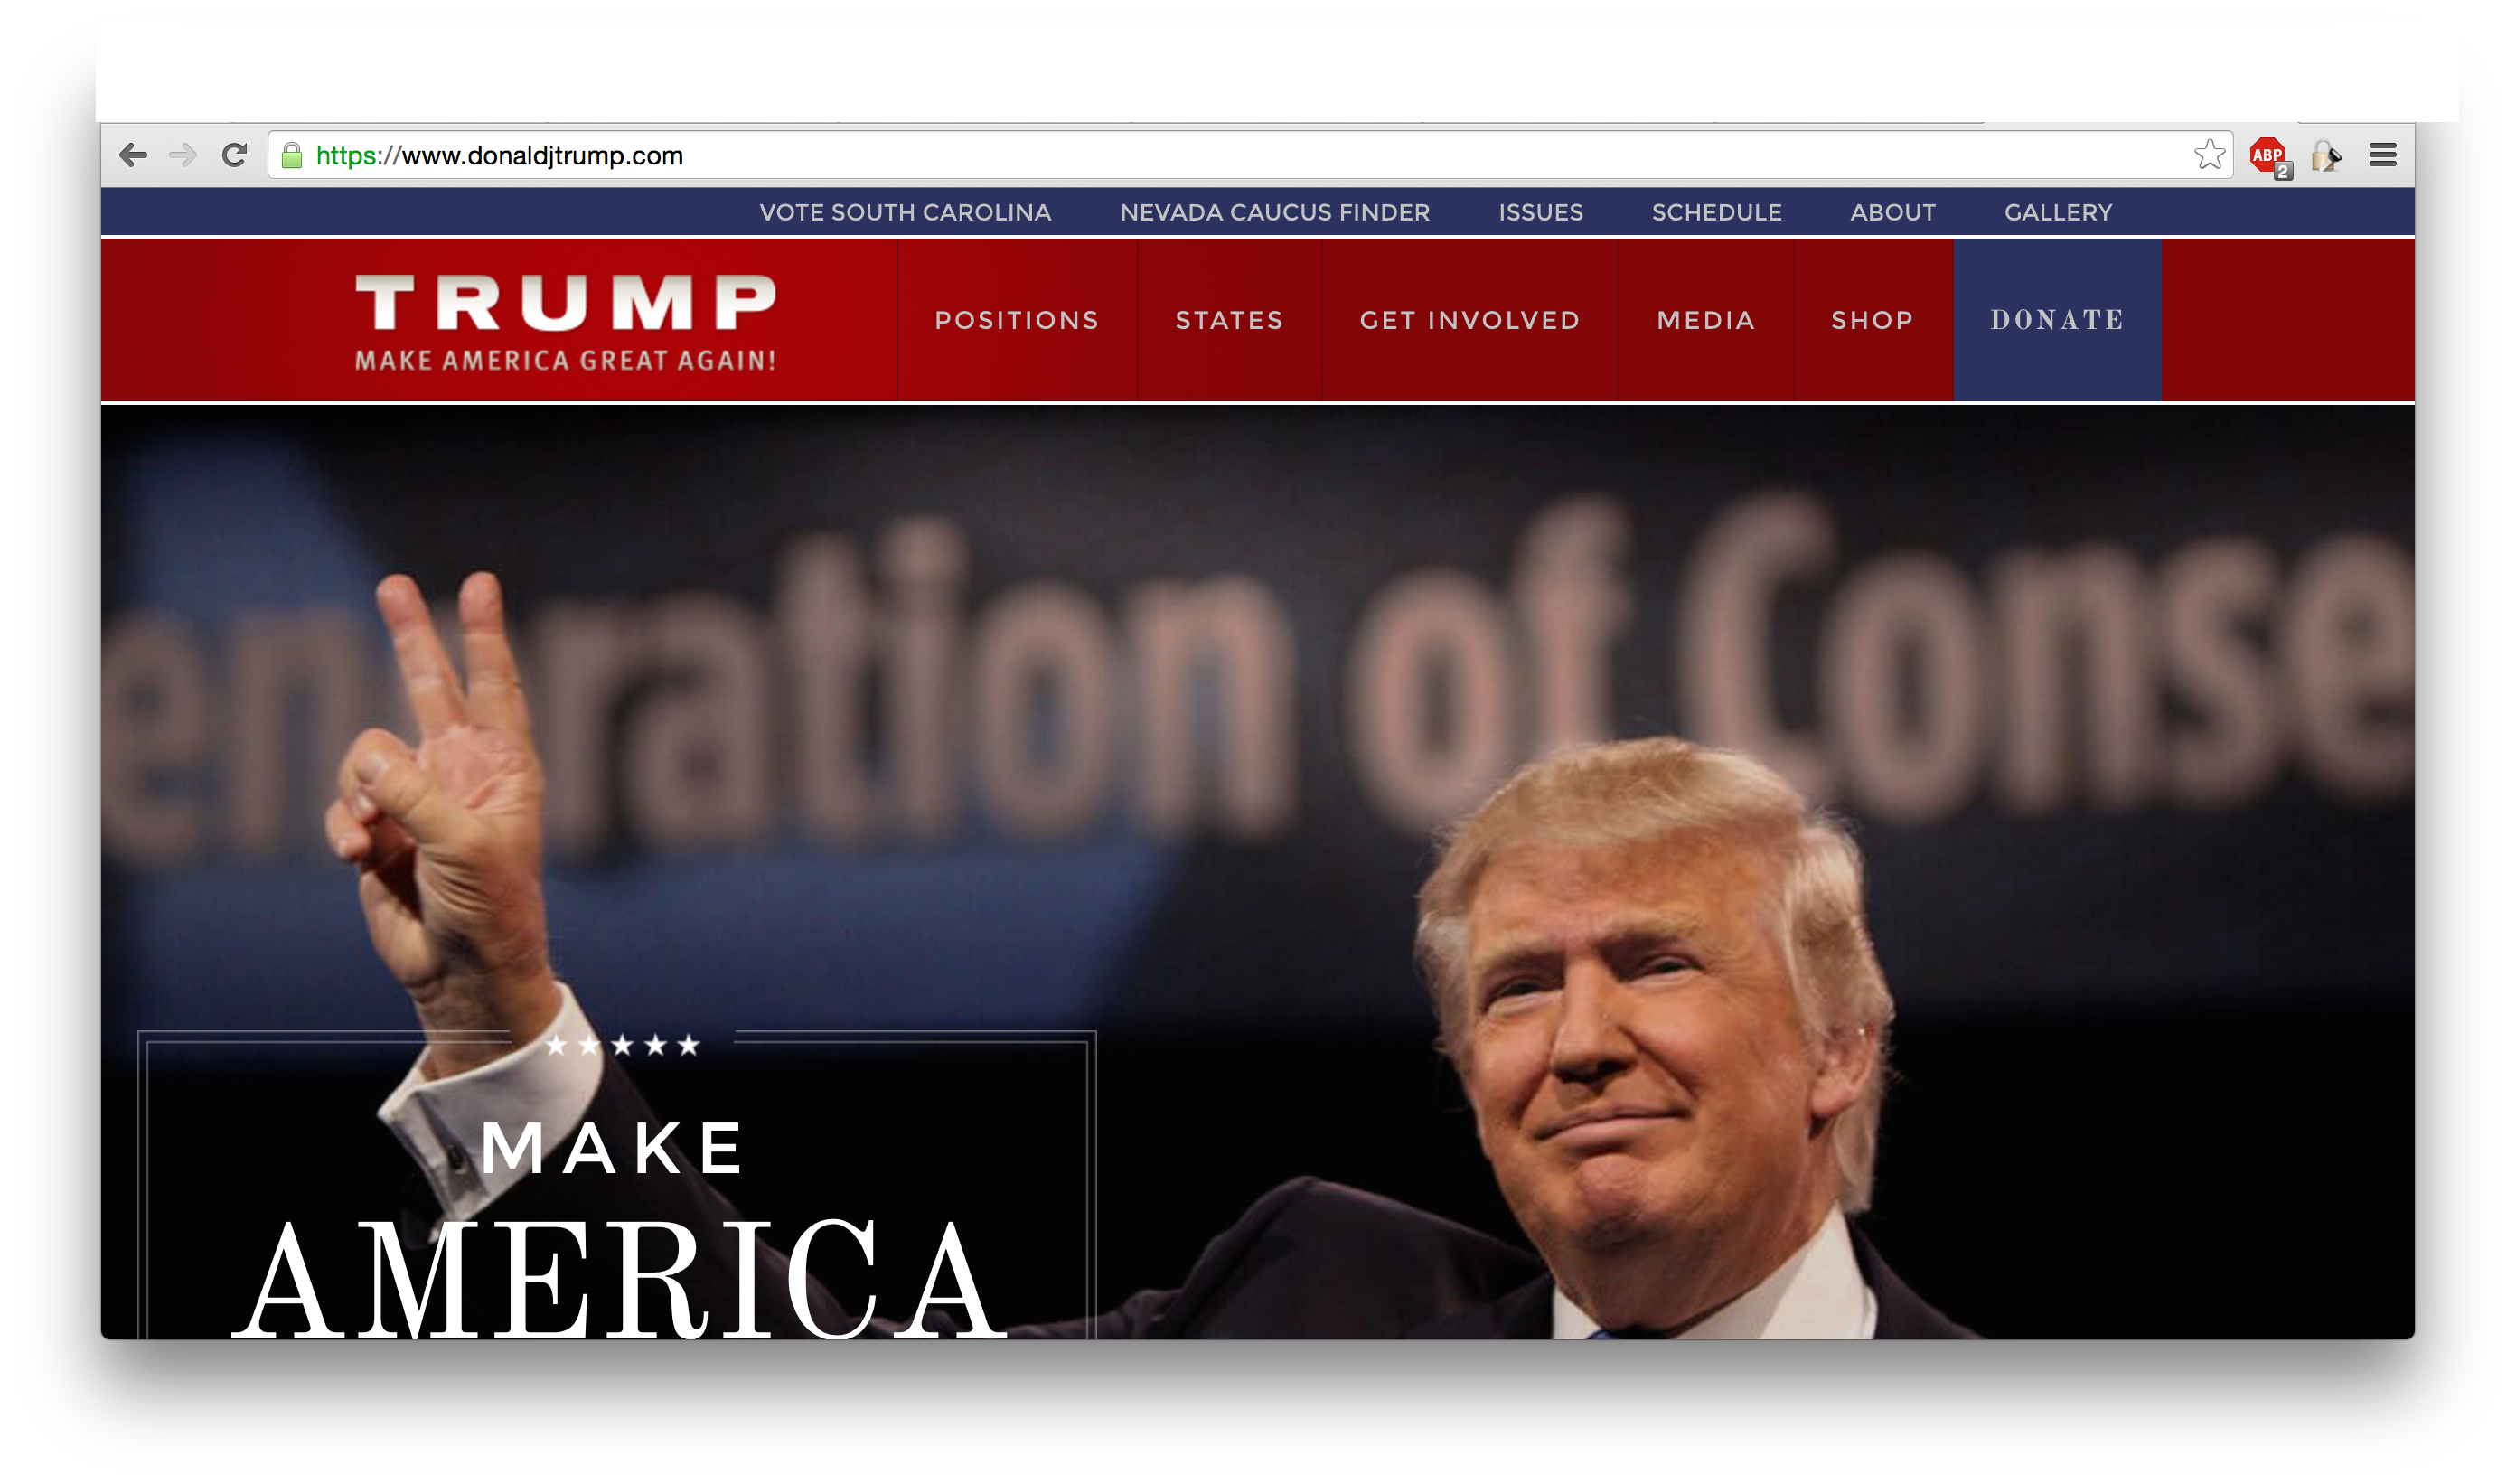 https://www.donaldjtrump.com
ABP
2
VOTE SOUTH CAROLINA NEVADA CAUCUS FINDER ISSUES SCHEDULE ABOUT GALLERY
TRUMP
MAKE AMERICA GREAT AGAIN!
POSITIONS STATES GET INVOLVED MEDIA SHOP DONATE
en ration of Conse
MAKE
AMERICA